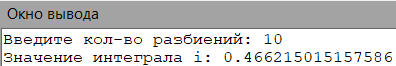 Окно вывода
Введите кол-во разбиений: 10
Значение интеграла i: 0.466215015157586